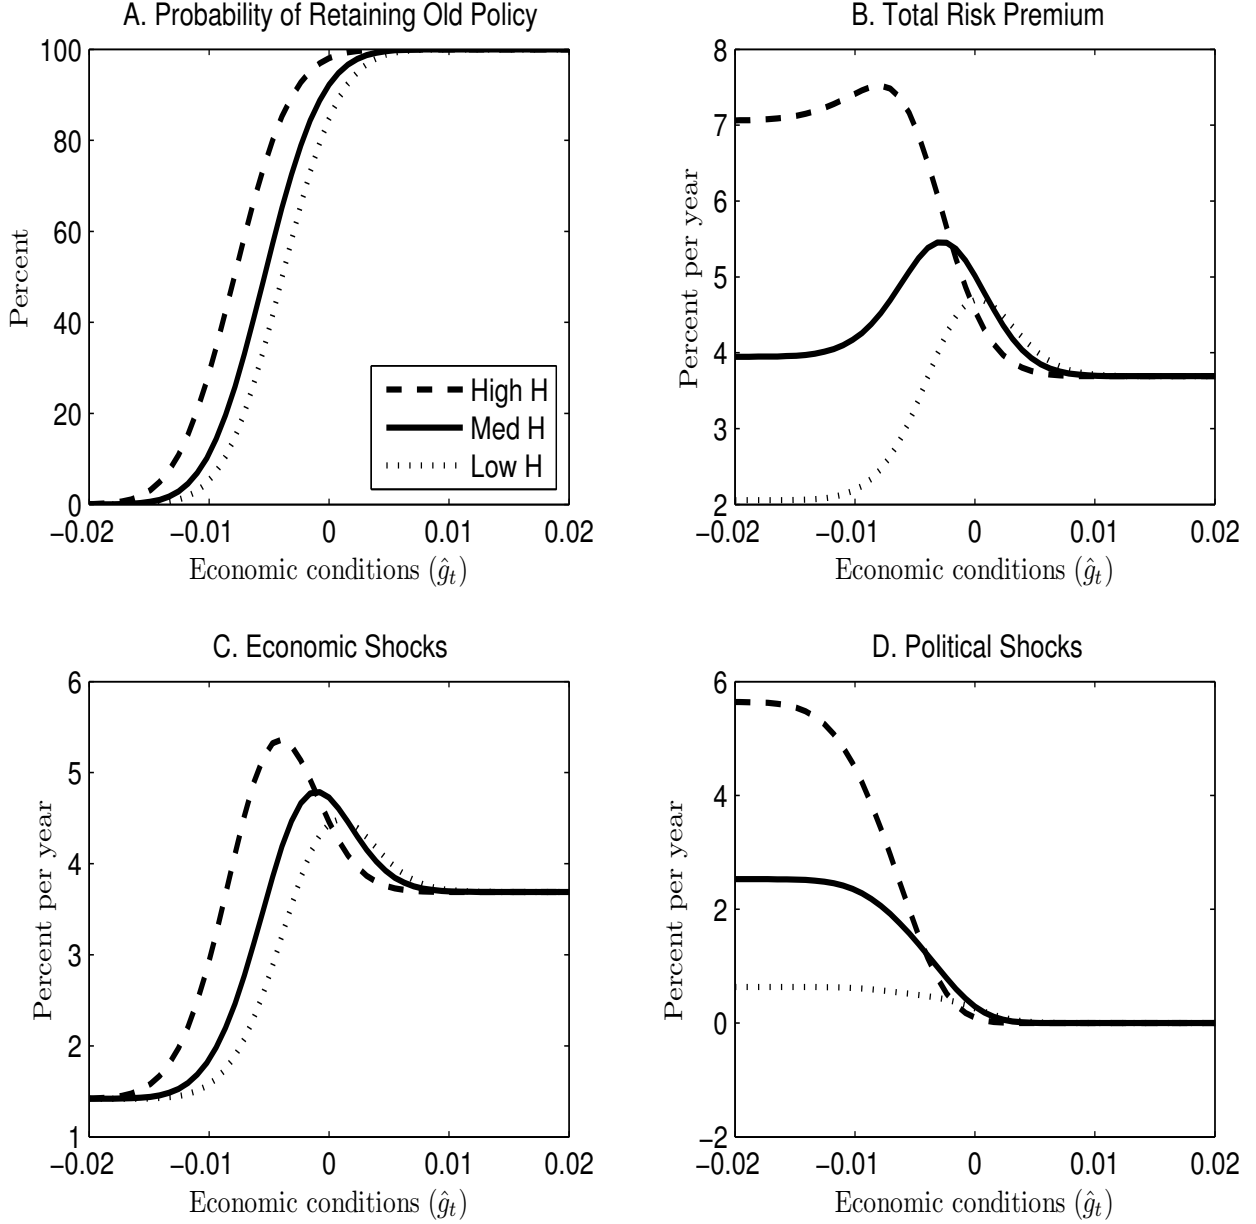 A. Probability of Retaining Old Policy
100
80
60
40
20
0
Percent
High H
Med H
Low H
−0.02 −0.01 0 0.01 0.02
Economic conditions (ĝt)
B. Total Risk Premium
8
7
6
5
4
3
2
Percent per year
−0.02 −0.01 0 0.01 0.02
Economic conditions (ĝt)
C. Economic Shocks
6
5
4
3
2
1
Percent per year
−0.02 −0.01 0 0.01 0.02
Economic conditions (ĝt)
D. Political Shocks
6
4
2
0
−2
Percent per year
−0.02 −0.01 0 0.01 0.02
Economic conditions (ĝt)